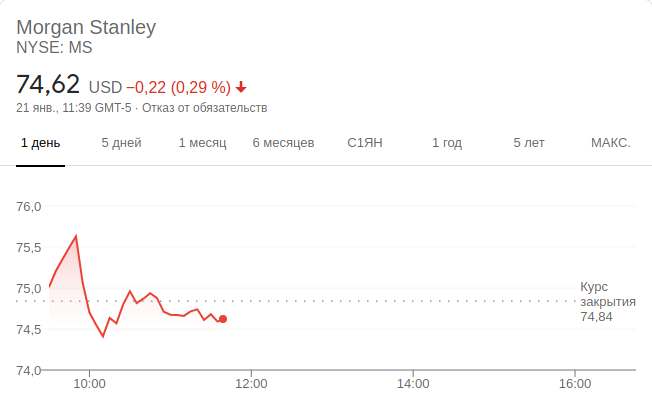 Morgan Stanley
NYSE: MS
74,62 USD −0,22 (0,29 %)
21 янв., 11:39 GMT-5 · Отказ от обязательств
1 день 5 дней 1 месяц 6 месяцев С1ЯН 1 год 5 лет МАКС.
76,0
75,5
75,0
74,5
74,0
Курс
закрытия
74,84
10:00 12:00 14:00 16:00